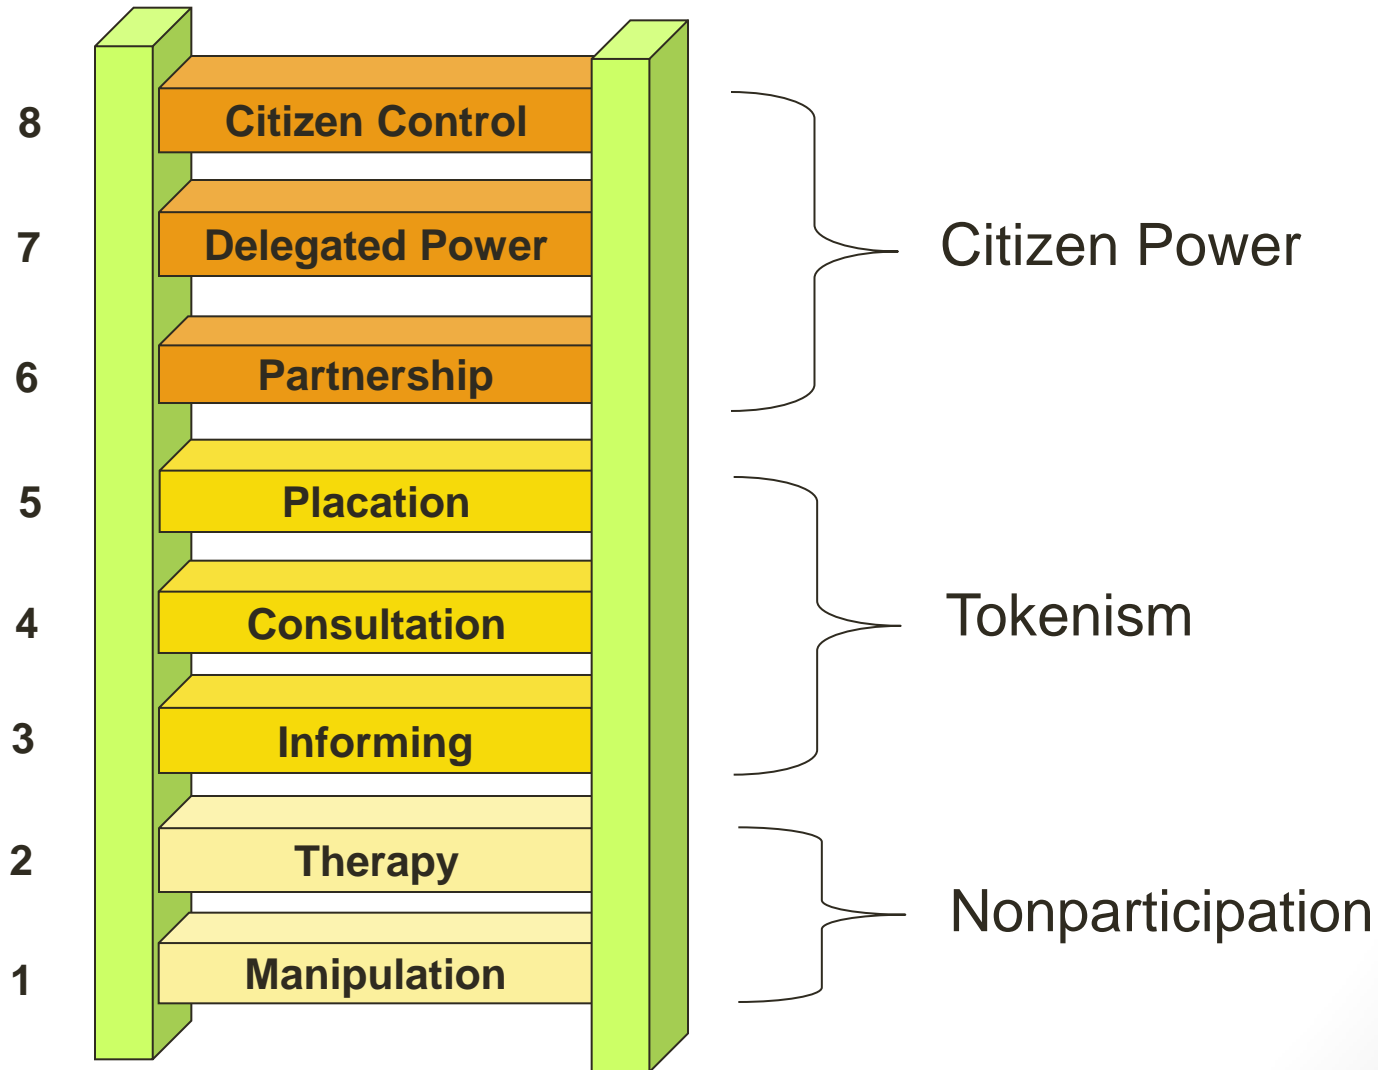 8
Citizen Control
7
Delegated Power
Citizen Power
6
Partnership
5
Placation
4
Consultation
Tokenism
3
Informing
2
Therapy
Nonparticipation
1
Manipulation